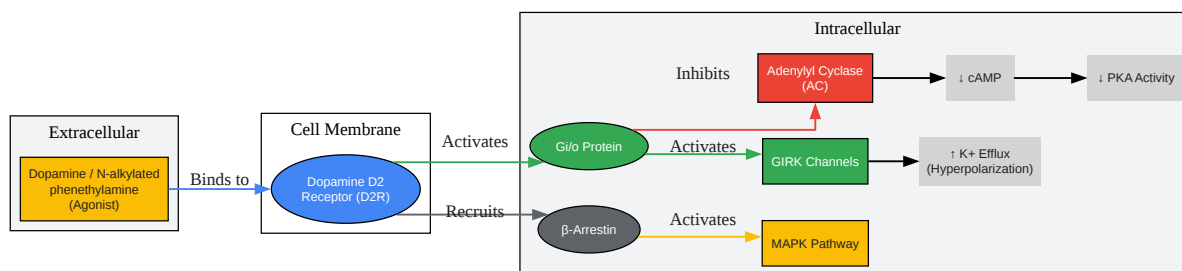 Extracellular
Dopamine / N-alkylated
phenethylamine
(Agonist)
Binds to
Cell Membrane
Dopamine D2
Receptor (D2R)
Activates
Recruits
Intracellular
Gi/o Protein
β-Arrestin
Inhibits
Adenylyl Cyclase
(AC)
↓ cAMP
↓ PKA Activity
Activates
GIRK Channels
↑ K+ Efflux
(Hyperpolarization)
Activates
MAPK Pathway